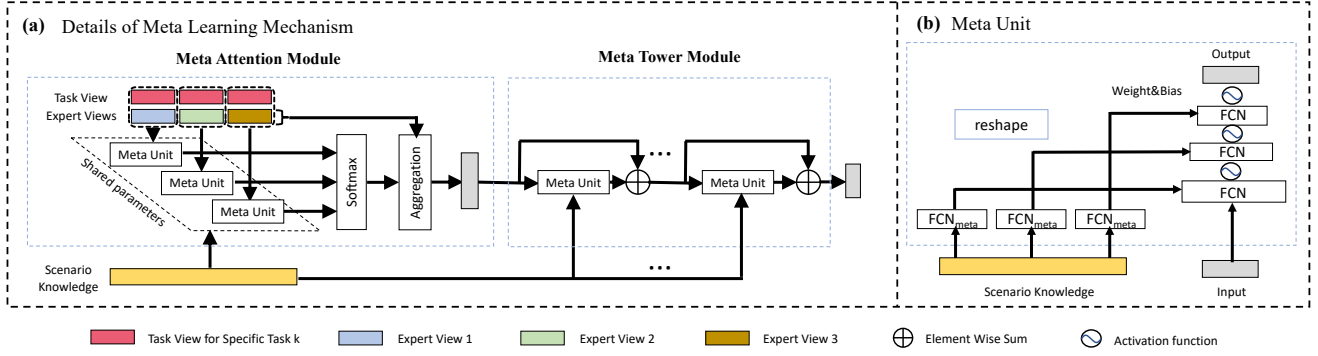 (a) Details of Meta Learning Mechanism
Meta Attention Module
Meta Tower Module
Task View
Expert Views
Meta Unit
Meta Unit
Meta Unit
Shared parameters
Softmax
Aggregation
Meta Unit
...
Meta Unit
...
Scenario
Knowledge
(b) Meta Unit
Output
Weight&Bias
FCN
reshape
FCN
FCN
FCNmeta
FCNmeta
FCNmeta
Scenario Knowledge
Input
Task View for Specific Task k
Expert View 1
Expert View 2
Expert View 3
Element Wise Sum
Activation function